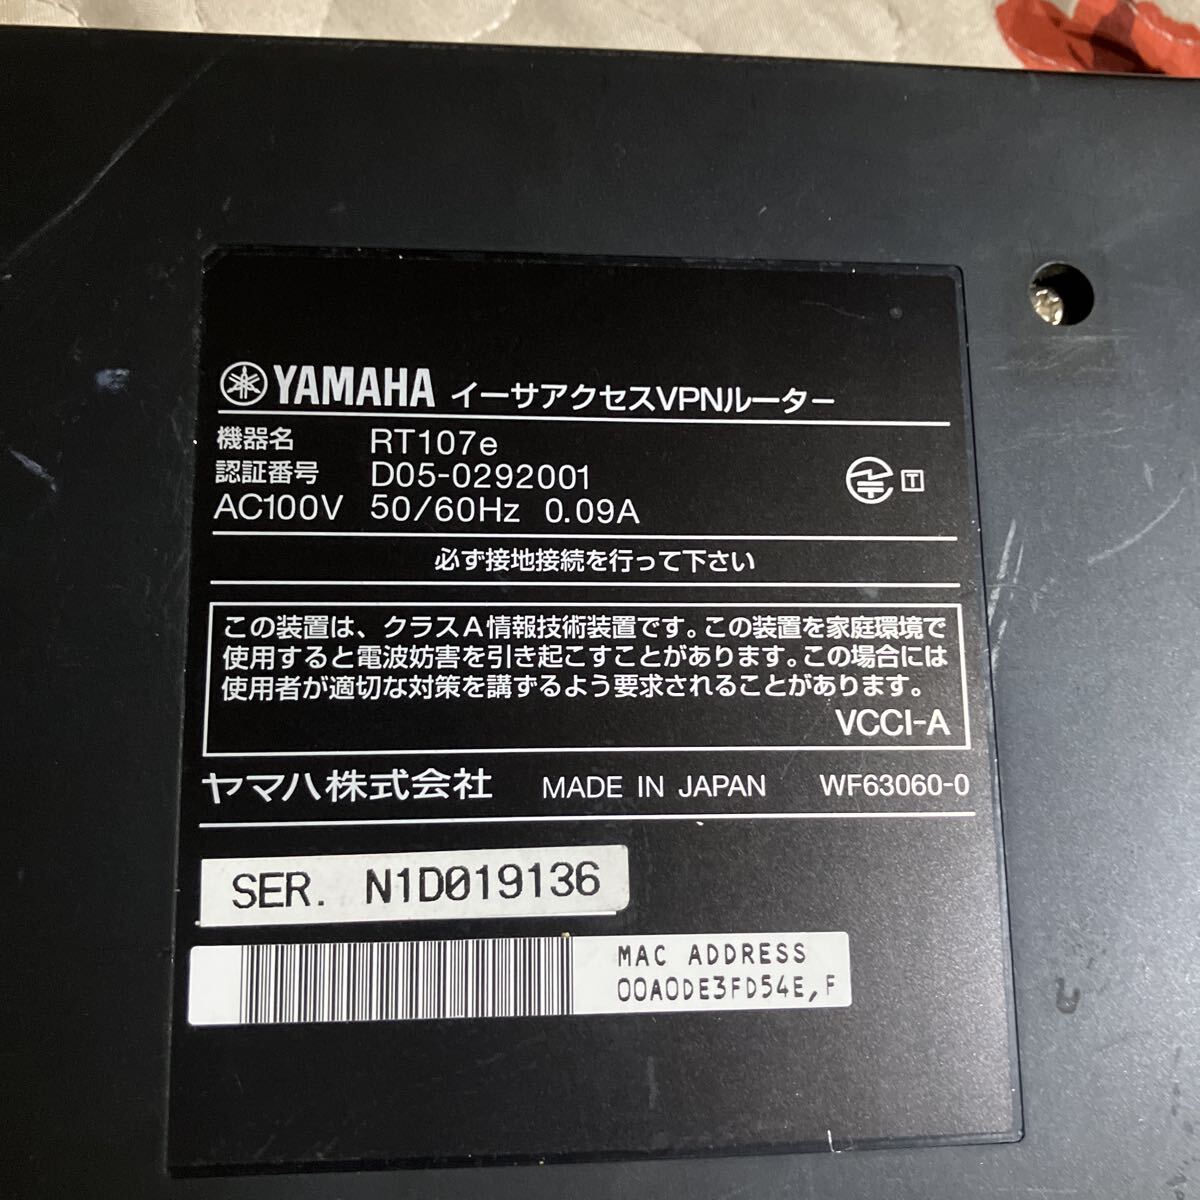 YAMAHA イーサアクセスVPNルーター
機器名 RT107e
認証番号 D05-0292001
AC100V 50/60Hz 0.09A
T
必ず接地接続を行って下さい
この装置は、クラスA情報技術装置です。この装置を家庭環境で
使用すると電波妨害を引き起こすことがあります。この場合には
使用者が適切な対策を講ずるよう要求されることがあります。
VCCI-A
ヤマハ株式会社 MADE IN JAPAN WF63060-0
SER. N1D019136
MAC ADDRESS
00A0DE3FD54E,F